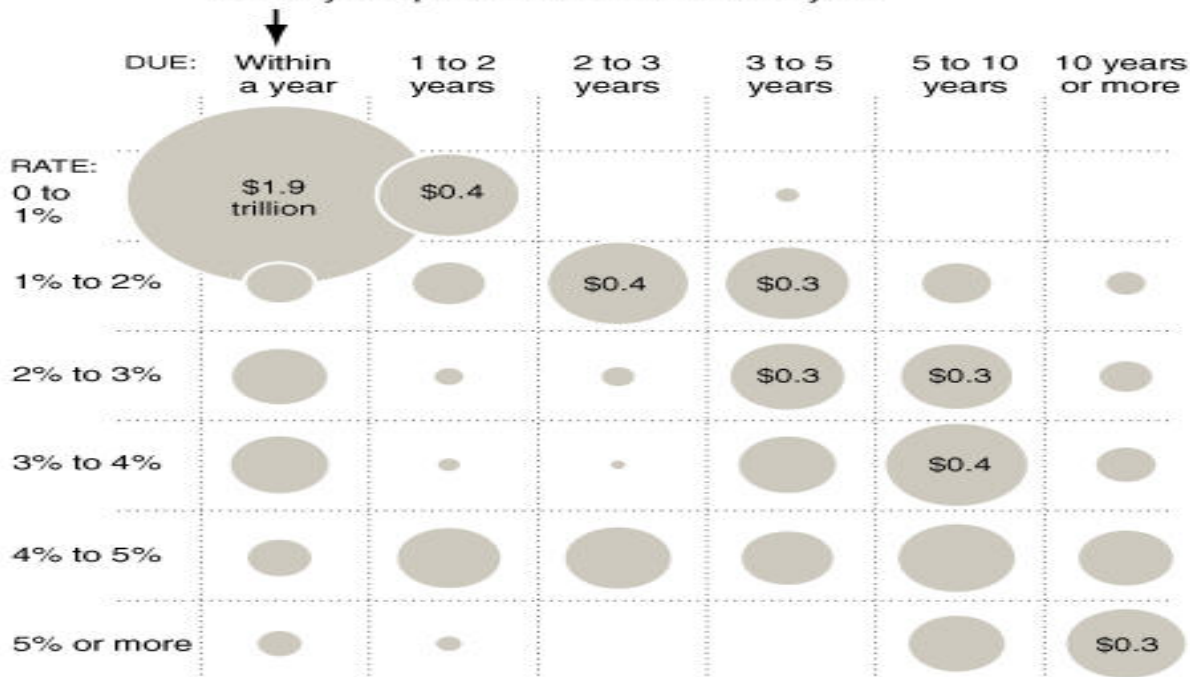 DUE:
Within
a year
1 to 2
years
2 to 3
years
3 to 5
years
5 to 10
years
10 years
or more
RATE:
0 to
1%
$1.9
trillion
$0.4
1% to 2%
$0.4
$0.3
2% to 3%
$0.3
$0.3
3% to 4%
$0.4
4% to 5%
5% or more
$0.3